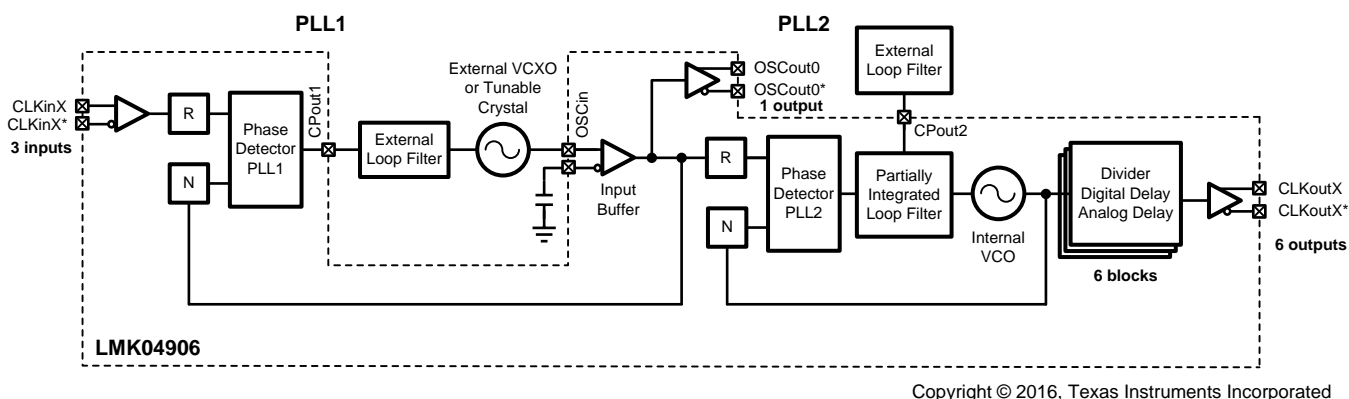 PLL1
PLL2
CLKinX
CLKinX*
3 inputs
R
N
Phase
Detector
PLL1
CPout1
External
Loop Filter
External VCXO
or Tunable
Crystal
OSCin
Input
Buffer
OSCout0
OSCout0*
1 output
R
N
Phase
Detector
PLL2
External
Loop Filter
CPout2
Partially
Integrated
Loop Filter
Internal
VCO
Divider
Digital Delay
Analog Delay
6 blocks
CLKoutX
CLKoutX*
6 outputs
LMK04906
Copyright © 2016, Texas Instruments Incorporated